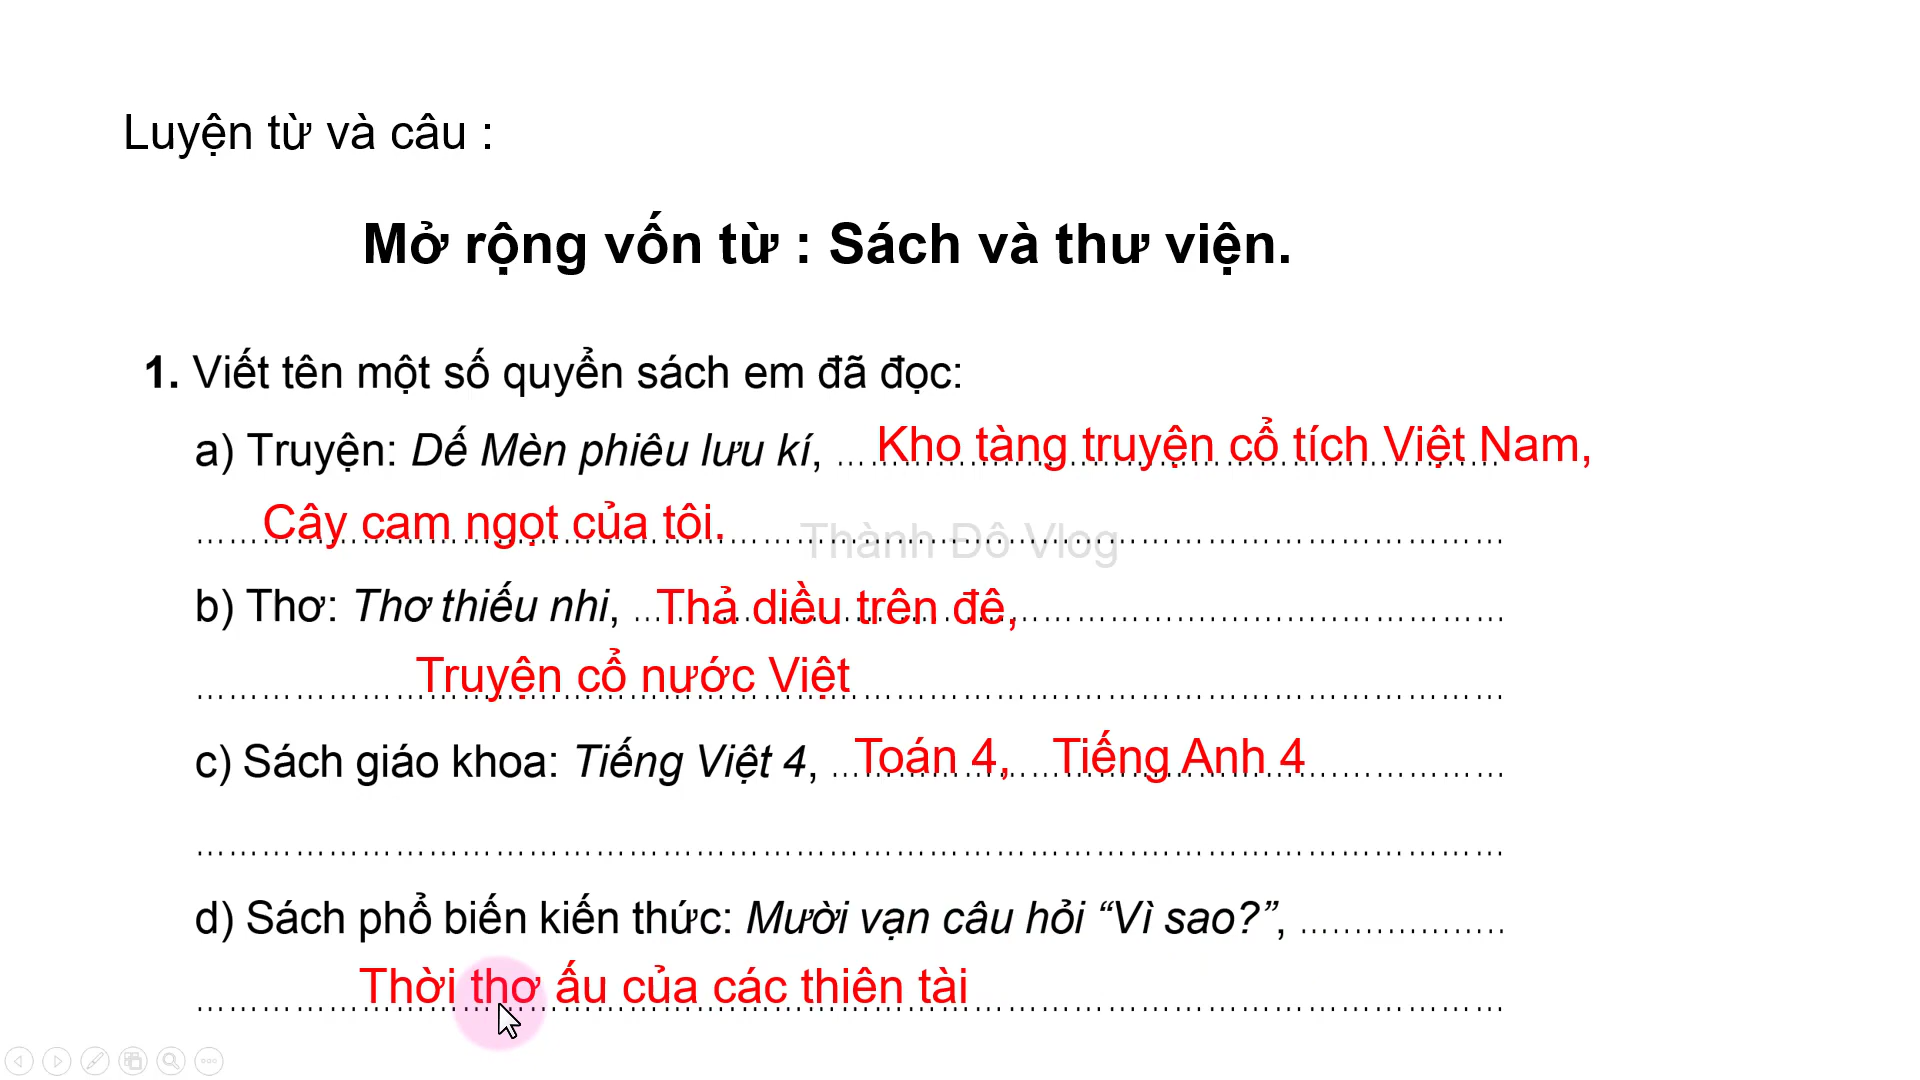 Luyện từ và câu :
Mở rộng vốn từ : Sách và thư viện.
1. Viết tên một số quyển sách em đã đọc:
a) Truyện: Dế Mèn phiêu lưu kí, ... Kho tàng truyện cổ tích Việt Nam,
Cây cam ngọt của tôi.
Thành Đô Vlog
b) Thơ: Thơ thiếu nhi, ... Thả diều trên đê,
Truyện cổ nước Việt
c) Sách giáo khoa: Tiếng Việt 4, ... Toán 4, Tiếng Anh 4
d) Sách phổ biến kiến thức: Mười vạn câu hỏi “Vì sao?”, ...
Thời thơ ấu của các thiên tài